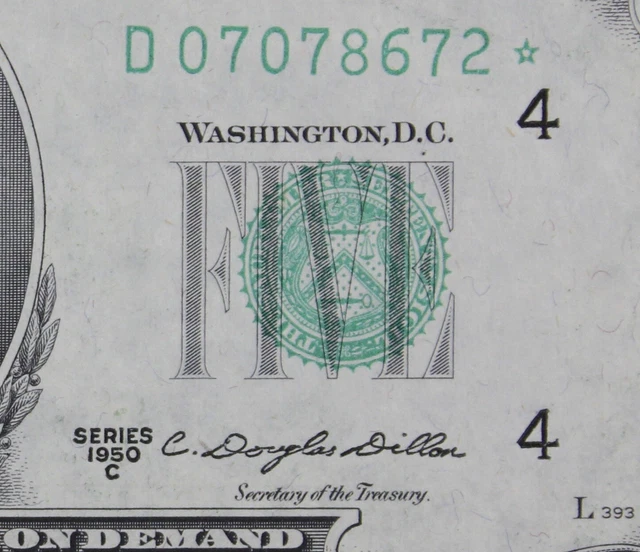 D 07078672 ☆
4
WASHINGTON, D.C.
FIVE
SERIES
1950
C
C. Douglas Dillon
4
Secretary of the Treasury.
L 393
ON DEMAND